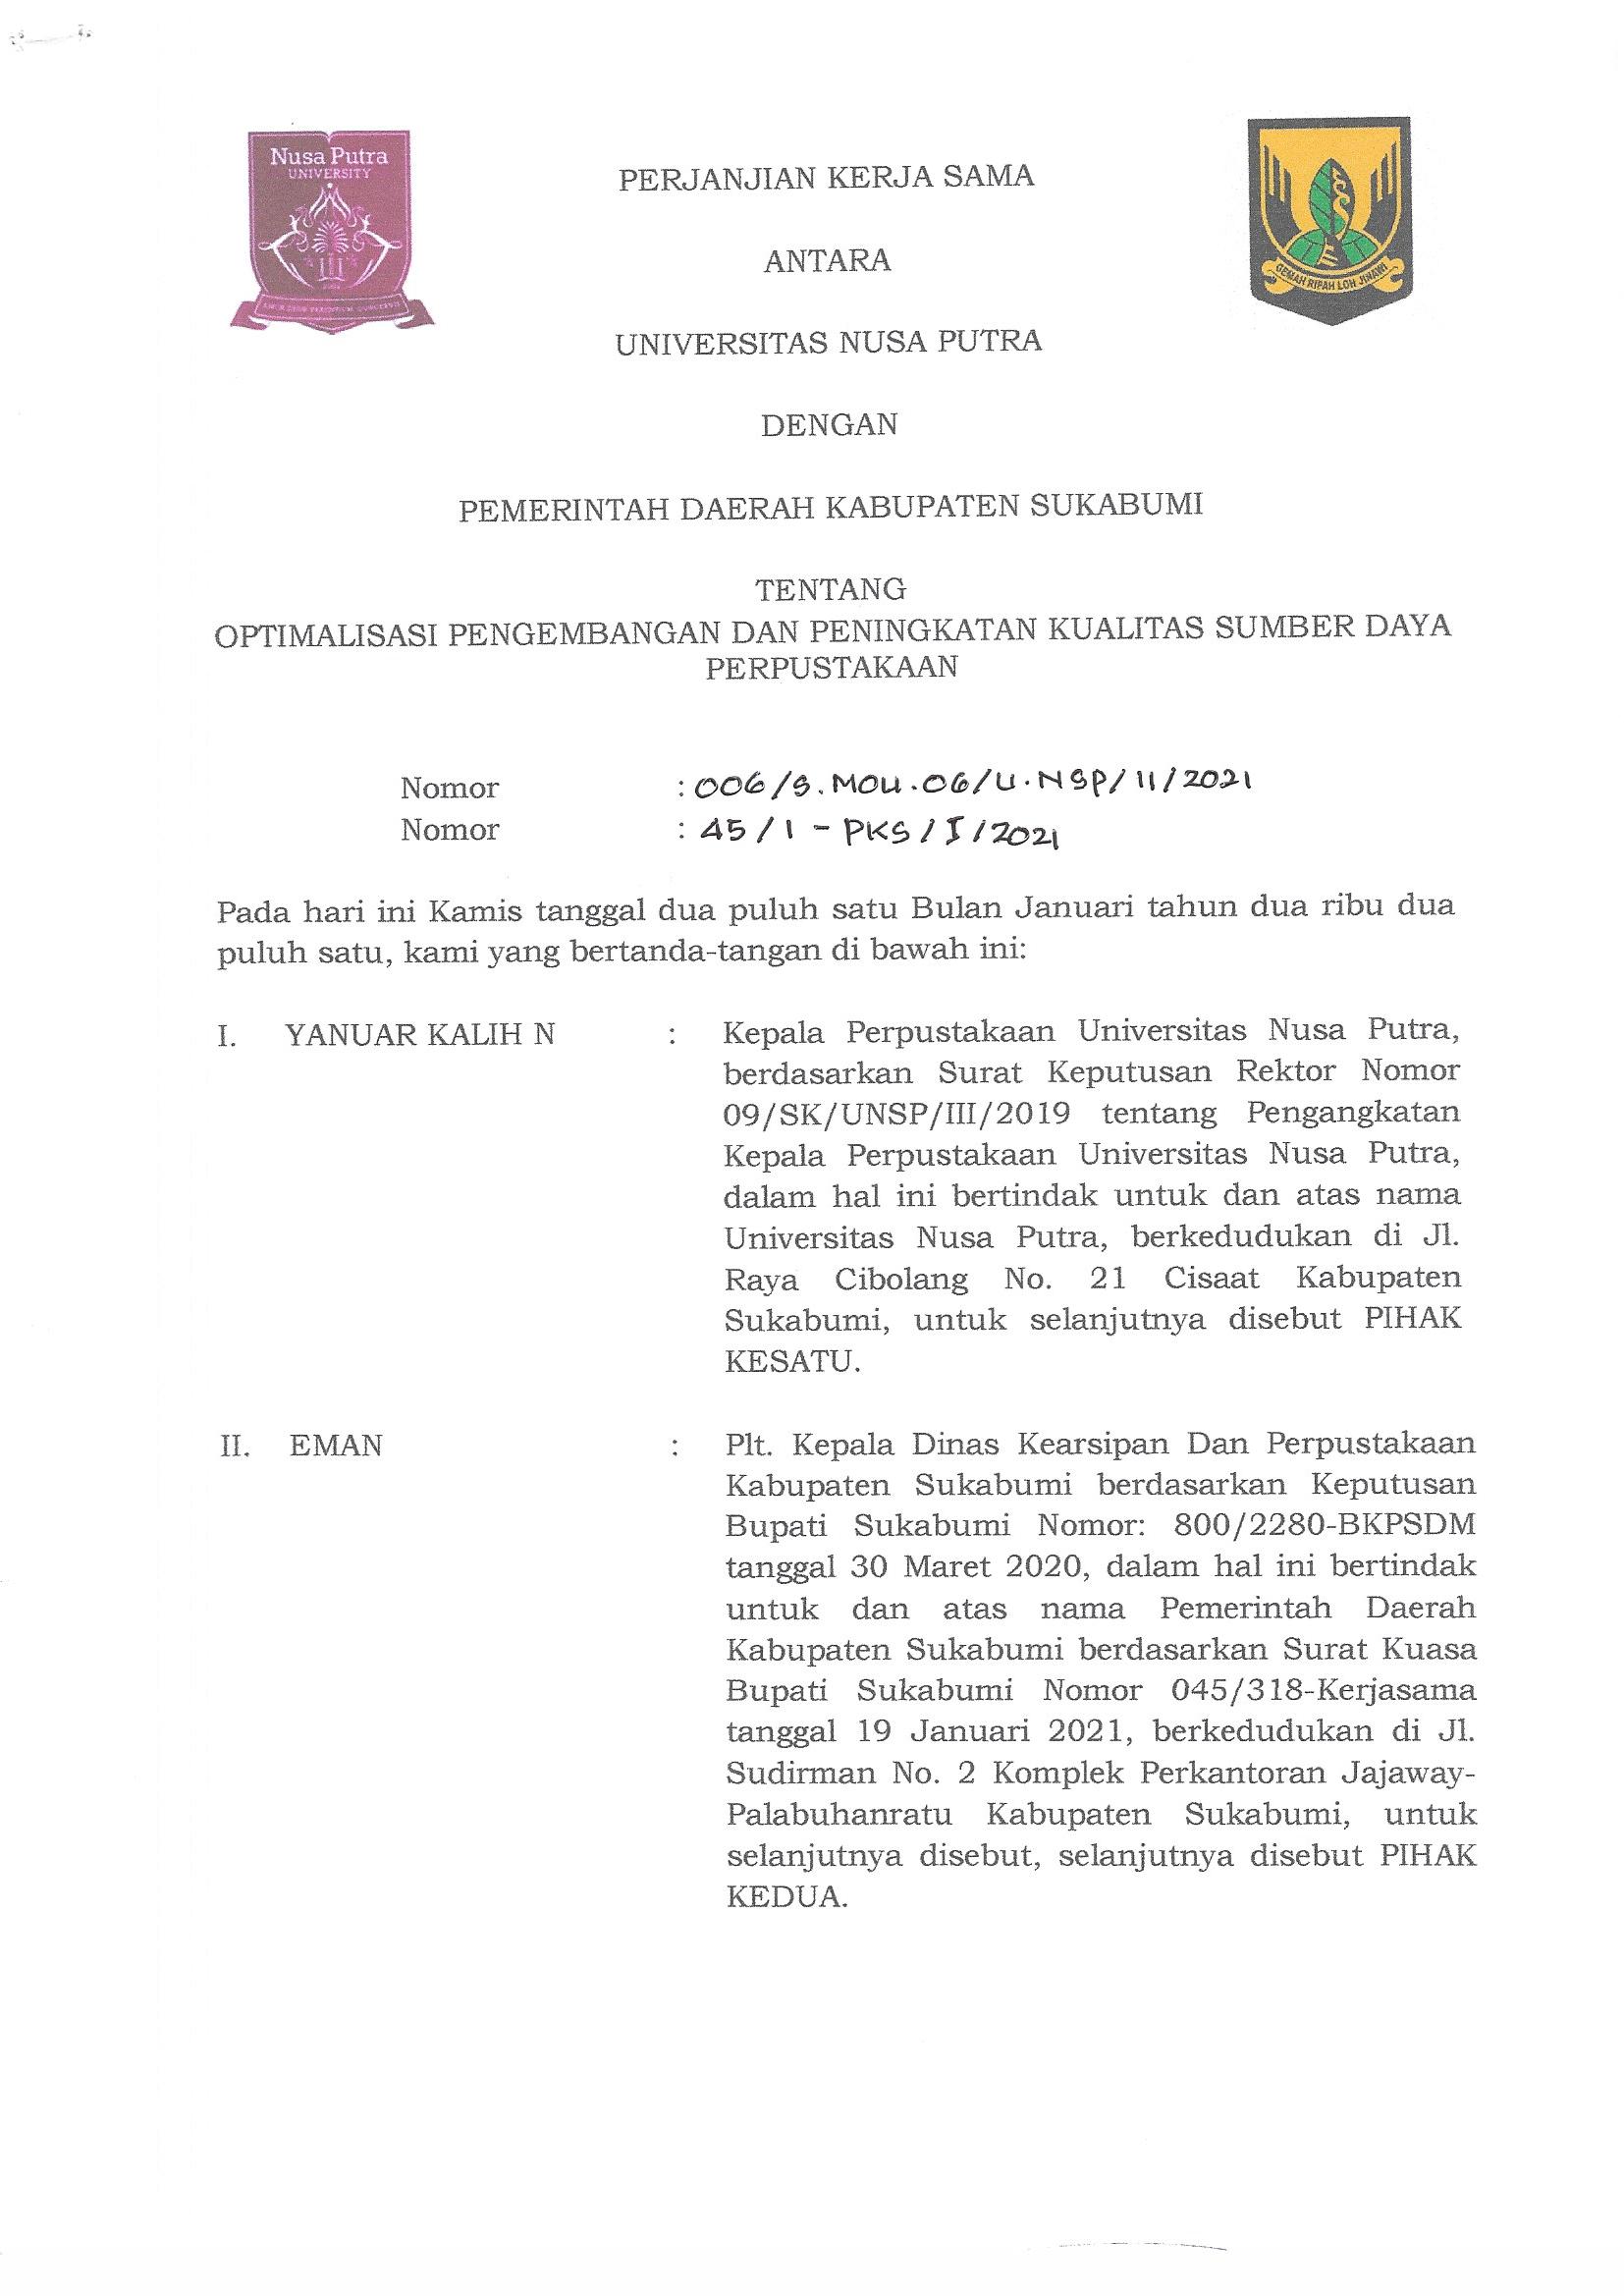 Nusa Putra
UNIVERSITY
GEMAH RIPAH LOH JINAWI
PERJANJIAN KERJA SAMA
ANTARA
UNIVERSITAS NUSA PUTRA
DENGAN
PEMERINTAH DAERAH KABUPATEN SUKABUMI
TENTANG
OPTIMALISASI PENGEMBANGAN DAN PENINGKATAN KUALITAS SUMBER DAYA
PERPUSTAKAAN
Nomor : 006/S.MOU.06/U.NSP/11/2021
Nomor : 45/1-PKS/I/2021
Pada hari ini Kamis tanggal dua puluh satu Bulan Januari tahun dua ribu dua
puluh satu, kami yang bertanda-tangan di bawah ini:
I. YANUAR KALIH N : Kepala Perpustakaan Universitas Nusa Putra,
berdasarkan Surat Keputusan Rektor Nomor
09/SK/UNSP/III/2019 tentang Pengangkatan
Kepala Perpustakaan Universitas Nusa Putra,
dalam hal ini bertindak untuk dan atas nama
Universitas Nusa Putra, berkedudukan di Jl.
Raya Cibolang No. 21 Cisaat Kabupaten
Sukabumi, untuk selanjutnya disebut PIHAK
KESATU.
II. EMAN : Plt. Kepala Dinas Kearsipan Dan Perpustakaan
Kabupaten Sukabumi berdasarkan Keputusan
Bupati Sukabumi Nomor: 800/2280-BKPSDM
tanggal 30 Maret 2020, dalam hal ini bertindak
untuk dan atas nama Pemerintah Daerah
Kabupaten Sukabumi berdasarkan Surat Kuasa
Bupati Sukabumi Nomor 045/318-Kerjasama
tanggal 19 Januari 2021, berkedudukan di Jl.
Sudirman No. 2 Komplek Perkantoran Jajaway-
Palabuhanratu Kabupaten Sukabumi, untuk
selanjutnya disebut, selanjutnya disebut PIHAK
KEDUA.